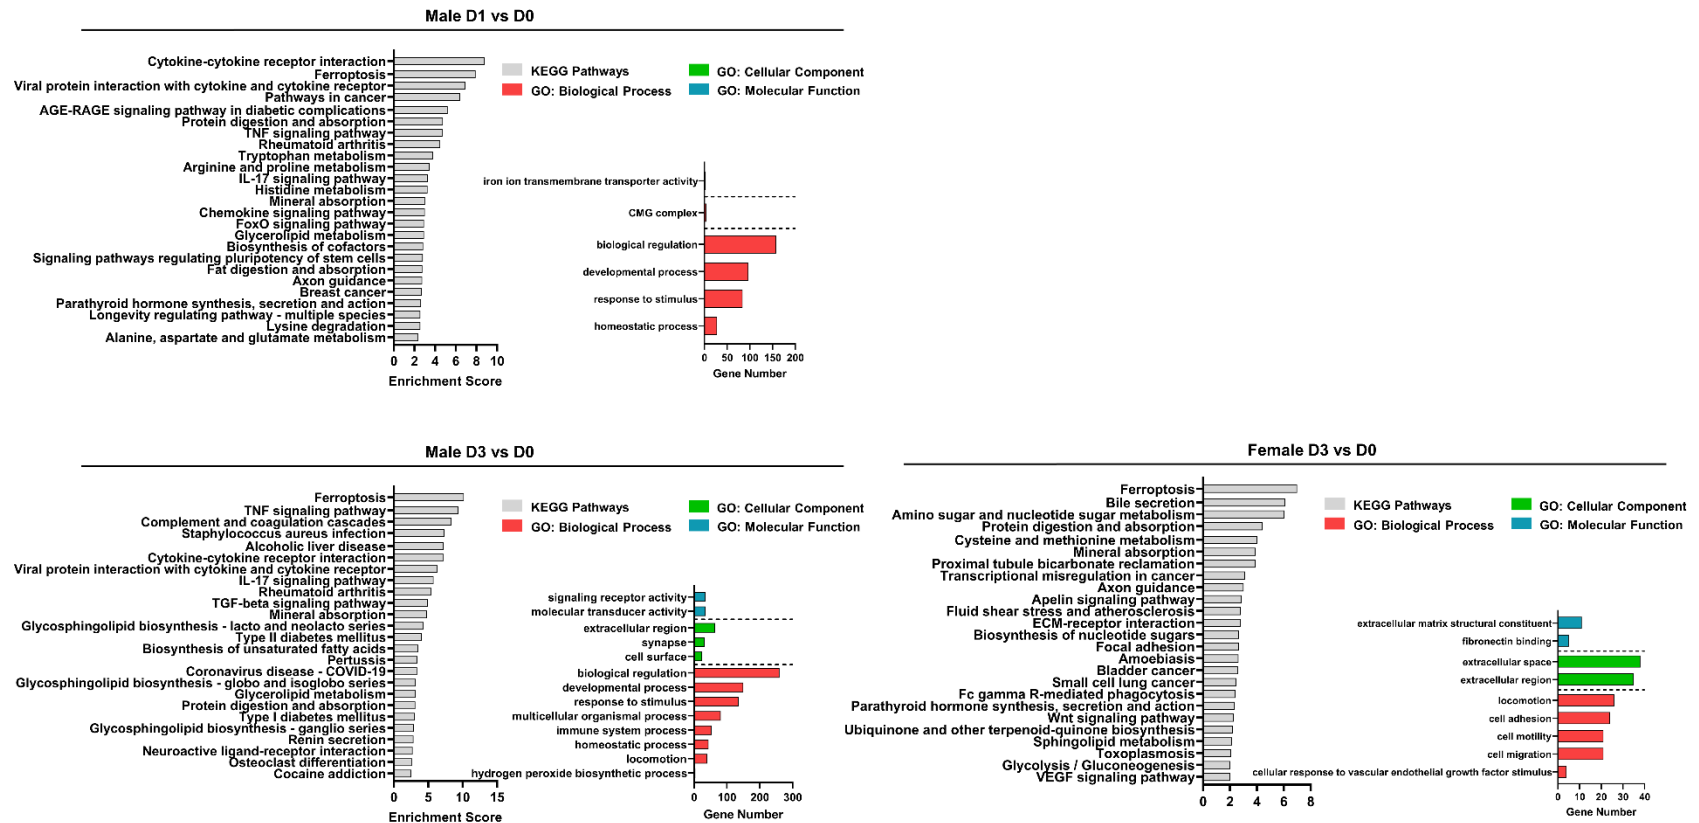 Male D1 vs D0
Cytokine-cytokine receptor interaction
Ferroptosis
Viral protein interaction with cytokine and cytokine receptor
Pathways in cancer
AGE-RAGE signaling pathway in diabetic complications
Protein digestion and absorption
TNF signaling pathway
Rheumatoid arthritis
Tryptophan metabolism
Arginine and proline metabolism
IL-17 signaling pathway
Histidine metabolism
Mineral absorption
Chemokine signaling pathway
FoxO signaling pathway
Glycerolipid metabolism
Biosynthesis of cofactors
Signaling pathways regulating pluripotency of stem cells
Fat digestion and absorption
Axon guidance
Breast cancer
Parathyroid hormone synthesis, secretion and action
Longevity regulating pathway - multiple species
Lysine degradation
Alanine, aspartate and glutamate metabolism
0 2 4 6 8 10
Enrichment Score
KEGG Pathways
GO: Biological Process
GO: Cellular Component
GO: Molecular Function
iron ion transmembrane transporter activity
CMG complex
biological regulation
developmental process
response to stimulus
homeostatic process
0 50 100 150 200
Gene Number
Male D3 vs D0
Ferroptosis
TNF signaling pathway
Complement and coagulation cascades
Staphylococcus aureus infection
Alcoholic liver disease
Cytokine-cytokine receptor interaction
Viral protein interaction with cytokine and cytokine receptor
IL-17 signaling pathway
Rheumatoid arthritis
TGF-beta signaling pathway
Mineral absorption
Glycosphingolipid biosynthesis - lacto and neolacto series
Type II diabetes mellitus
Biosynthesis of unsaturated fatty acids
Pertussis
Coronavirus disease - COVID-19
Glycosphingolipid biosynthesis - globo and isoglobo series
Glycerolipid metabolism
Protein digestion and absorption
Type I diabetes mellitus
Glycosphingolipid biosynthesis - ganglio series
Renin secretion
Neuroactive ligand-receptor interaction
Osteoclast differentiation
Cocaine addiction
0 5 10 15
Enrichment Score
KEGG Pathways
GO: Biological Process
GO: Cellular Component
GO: Molecular Function
signaling receptor activity
molecular transducer activity
extracellular region
synapse
cell surface
biological regulation
developmental process
response to stimulus
multicellular organismal process
immune system process
homeostatic process
locomotion
hydrogen peroxide biosynthetic process
0 100 200 300
Gene Number
Female D3 vs D0
Ferroptosis
Bile secretion
Amino sugar and nucleotide sugar metabolism
Protein digestion and absorption
Cysteine and methionine metabolism
Mineral absorption
Proximal tubule bicarbonate reclamation
Transcriptional misregulation in cancer
Axon guidance
Apelin signaling pathway
Fluid shear stress and atherosclerosis
ECM-receptor interaction
Biosynthesis of nucleotide sugars
Focal adhesion
Amoebiasis
Bladder cancer
Small cell lung cancer
Fc gamma R-mediated phagocytosis
Parathyroid hormone synthesis, secretion and action
Wnt signaling pathway
Ubiquinone and other terpenoid-quinone biosynthesis
Sphingolipid metabolism
Toxoplasmosis
Glycolysis / Gluconeogenesis
VEGF signaling pathway
0 2 4 6 8
KEGG Pathways
GO: Biological Process
GO: Cellular Component
GO: Molecular Function
extracellular matrix structural constituent
fibronectin binding
extracellular space
extracellular region
locomotion
cell adhesion
cell motility
cell migration
cellular response to vascular endothelial growth factor stimulus
0 10 20 30 40
Gene Number